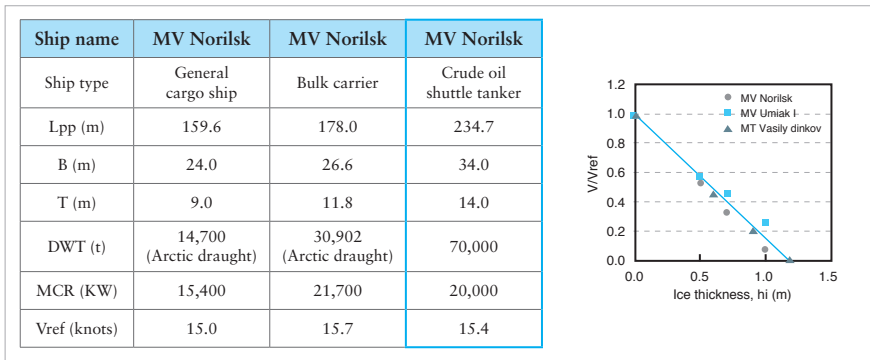 Ship name MV Norilsk MV Norilsk MV Norilsk
Ship type General cargo ship Bulk carrier Crude oil shuttle tanker
Lpp (m) 159.6 178.0 234.7
B (m) 24.0 26.6 34.0
T (m) 9.0 11.8 14.0
DWT (t) 14,700 (Arctic draught) 30,902 (Arctic draught) 70,000
MCR (KW) 15,400 21,700 20,000
Vref (knots) 15.0 15.7 15.4
V/Vref
1.2
1.0
0.8
0.6
0.4
0.2
0.0
MV Norilsk
MV Umiak I
MT Vasily dinkov
0.0 0.5 1.0 1.5
Ice thickness, hi (m)